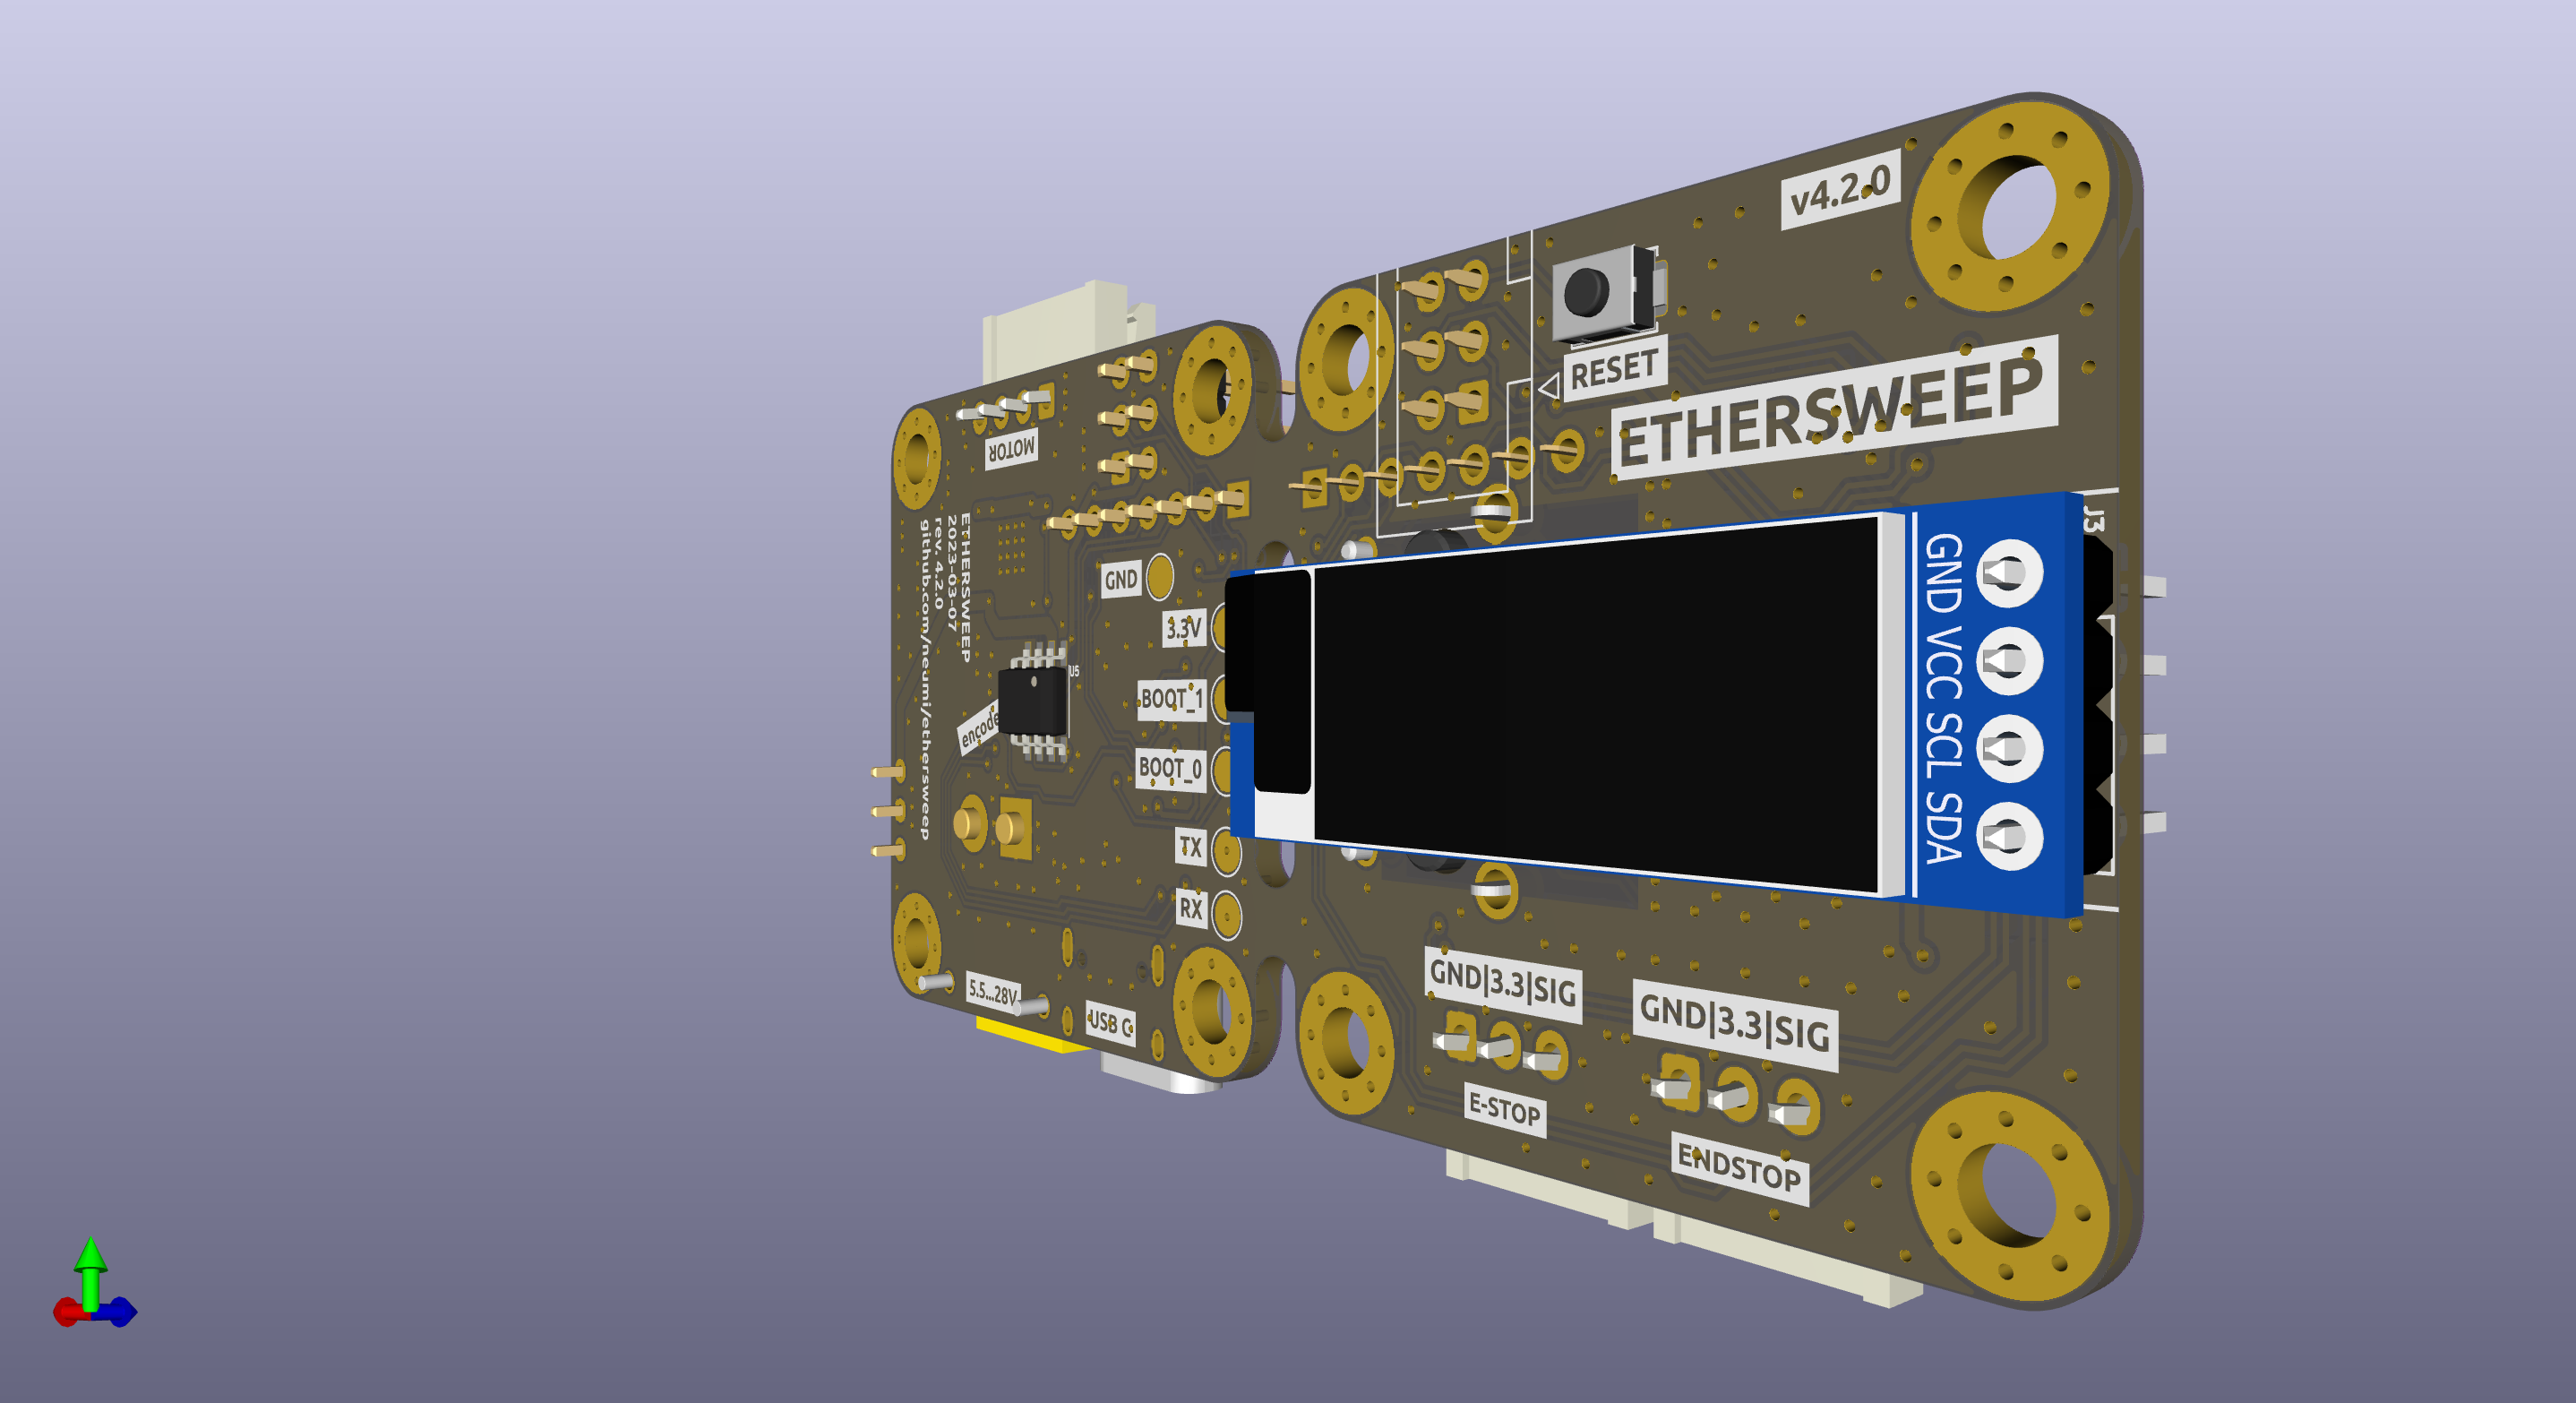 v4.2.0
RESET
ETHERSWEEP
MOTOR
ETHERSWEEP
2023-03-07
rev. 4.2.0
github.com/neumi/ethersweep
GND
3.3V
BOOT_1
BOOT_0
TX
RX
U5
J3
GND VCC SCL SDA
5.5...28V
USB C
GND|3.3|SIG
E-STOP
GND|3.3|SIG
ENDSTOP